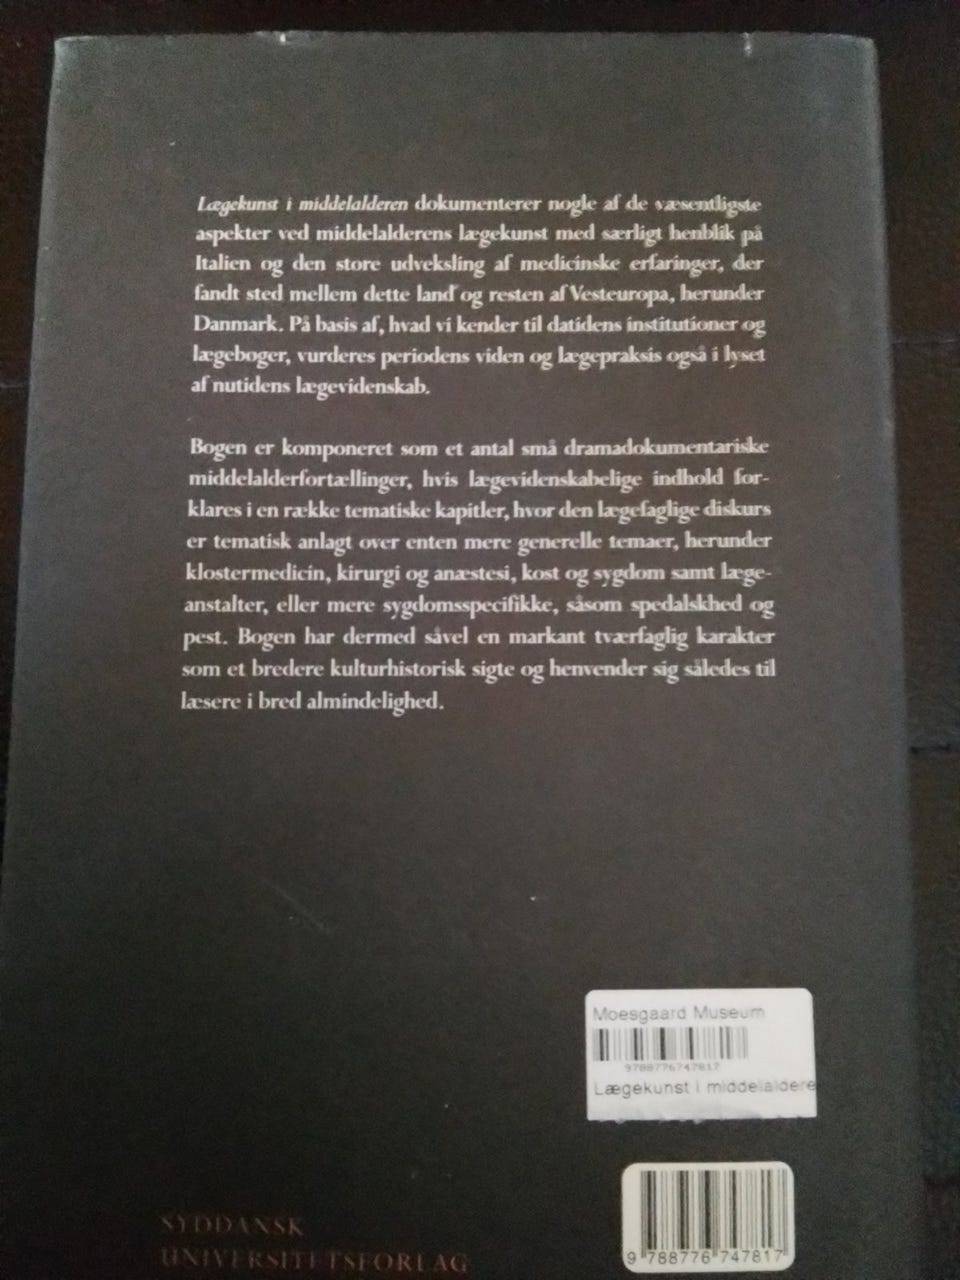 Lægekunst i middelalderen dokumenterer nogle af de væsentligste
aspekter ved middelalderens lægekunst med særligt henblik på
Italien og den store udveksling af medicinske erfaringer, der
fandt sted mellem dette land og resten af Vesteuropa, herunder
Danmark. På basis af, hvad vi kender til datidens institutioner og
lægebøger, vurderes periodens viden og lægepraksis også i lyset
af nutidens lægevidenskab.
Bogen er komponeret som et antal små dramadokumentariske
middelalderfortællinger, hvis lægevidenskabelige indhold for-
klares i en række tematiske kapitler, hvor den lægefaglige diskurs
er tematisk anlagt over enten mere generelle temaer, herunder
klostermedicin, kirurgi og anæstesi, kost og sygdom samt læge-
anstalter, eller mere sygdomsspecifikke, såsom spedalskhed og
pest. Bogen har dermed såvel en markant tværfaglig karakter
som et bredere kulturhistorisk sigte og henvender sig således til
læsere i bred almindelighed.
Moesgaard Museum
9788776747817
Lægekunst i middelaldere
SYDDANSK
UNIVERSITETSFORLAG
9 788776 747817